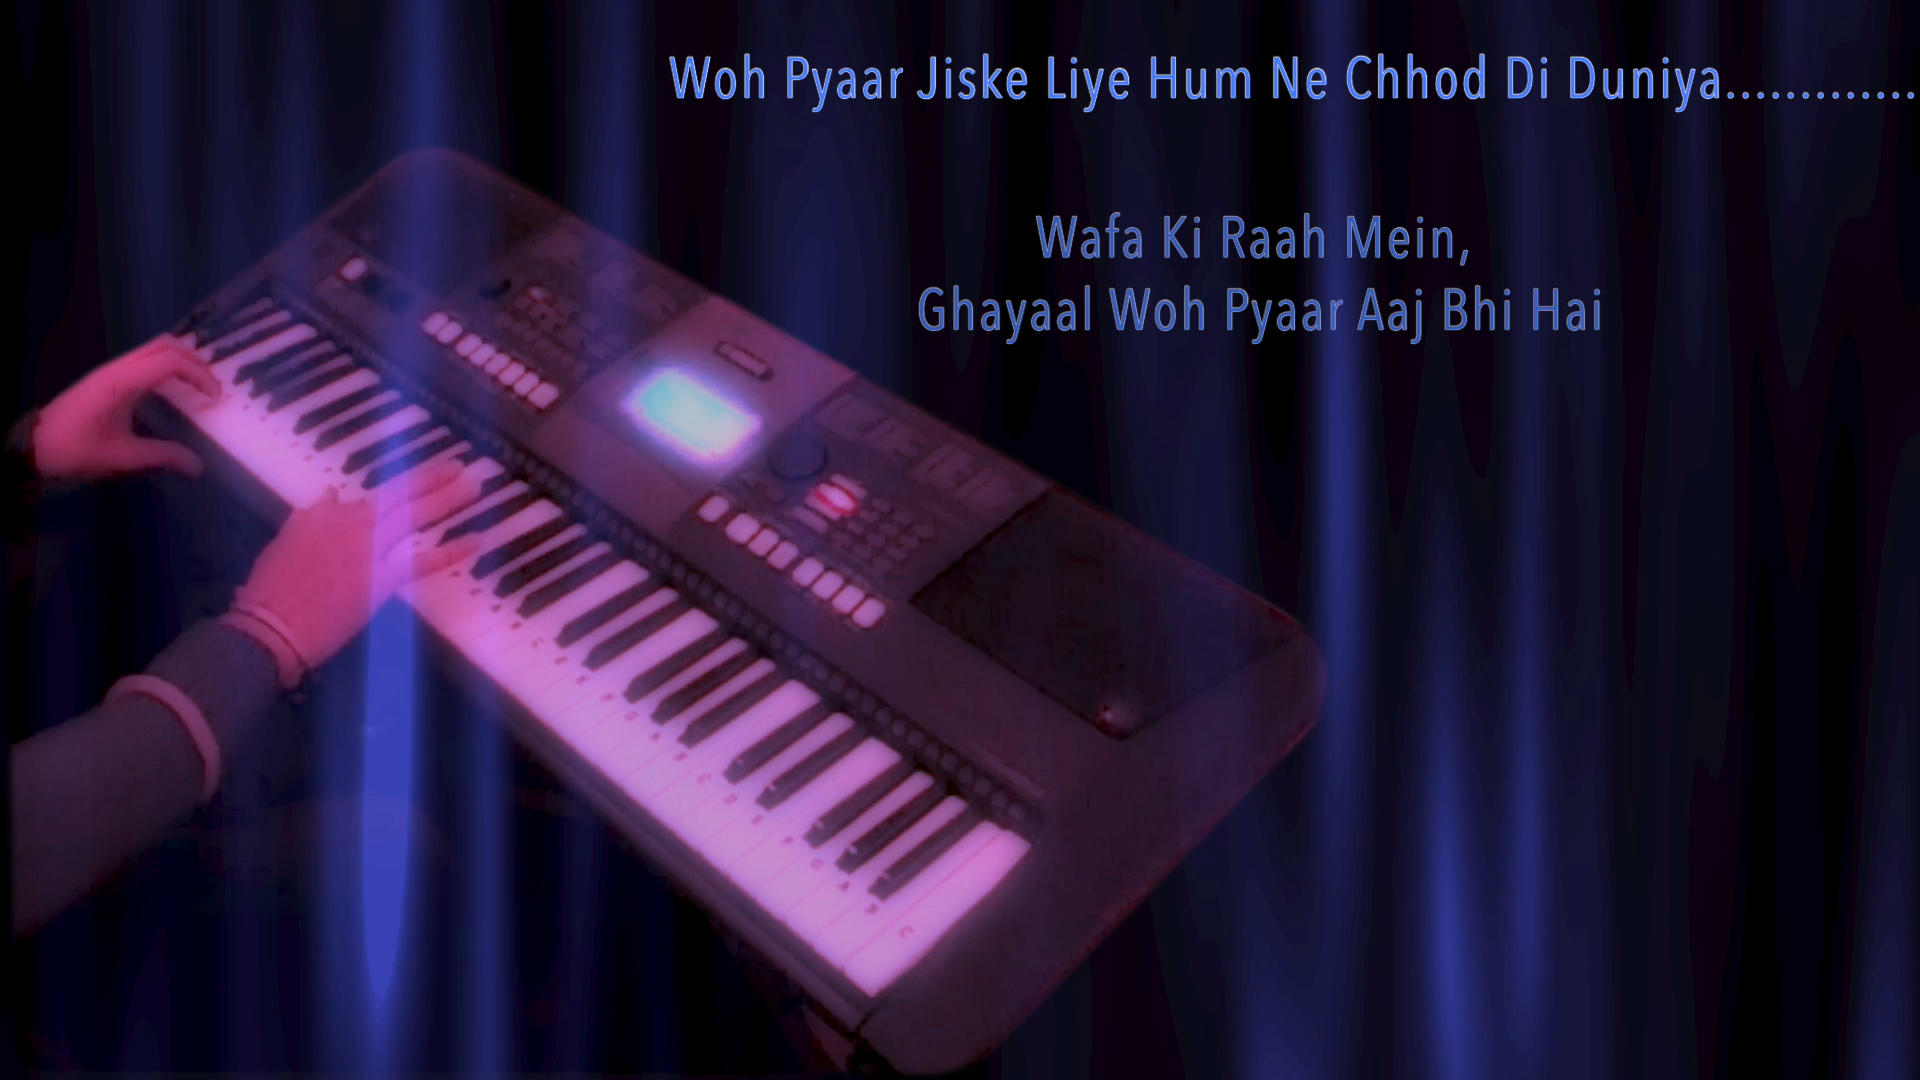 Woh Pyaar Jiske Liye Hum Ne Chhod Di Duniya.............
Wafa Ki Raah Mein,
Ghayaal Woh Pyaar Aaj Bhi Hai